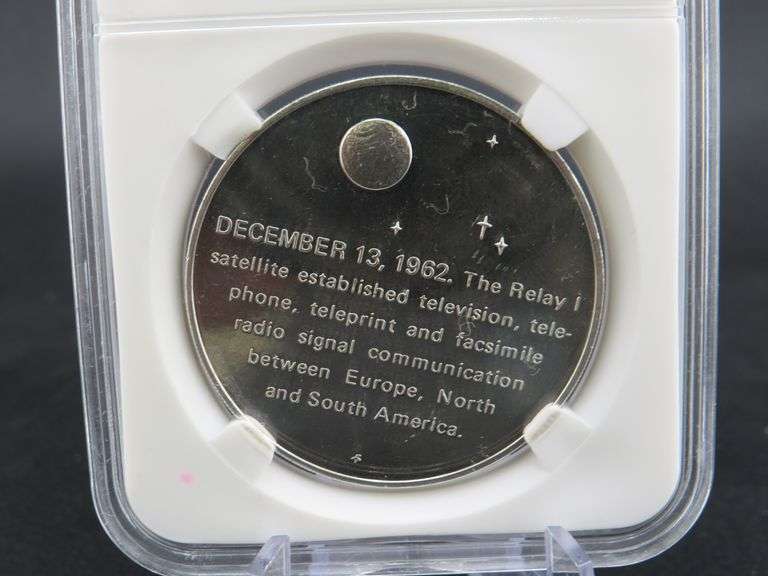 DECEMBER 13, 1962. The Relay I
satellite established television, tele-
phone, teleprint and facsimile
radio signal communication
between Europe, North
and South America.